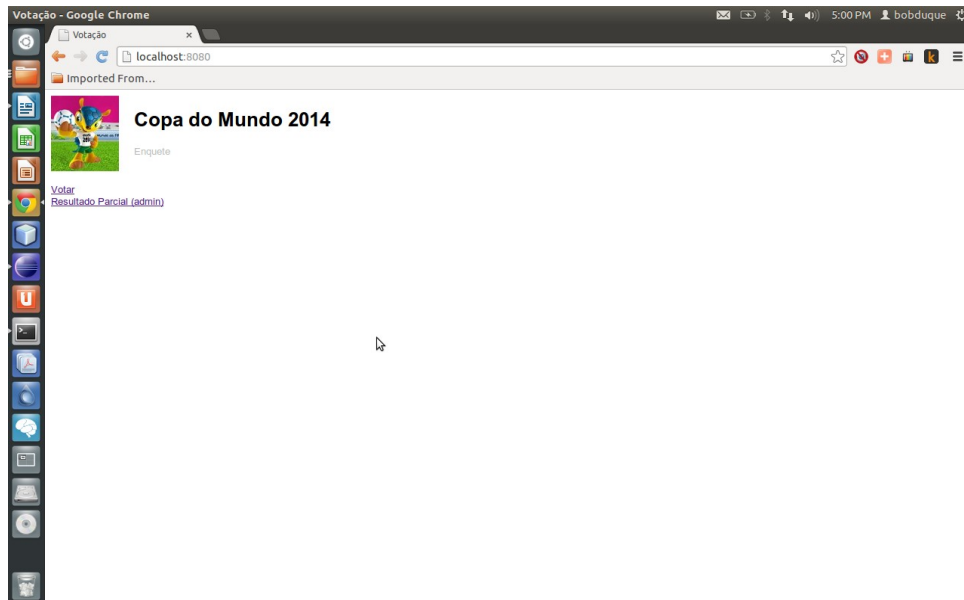 Votação - Google Chrome
5:00 PM bobduque
Votação
localhost:8080
Imported From...
Copa do Mundo 2014
Enquete
Votar
Resultado Parcial (admin)